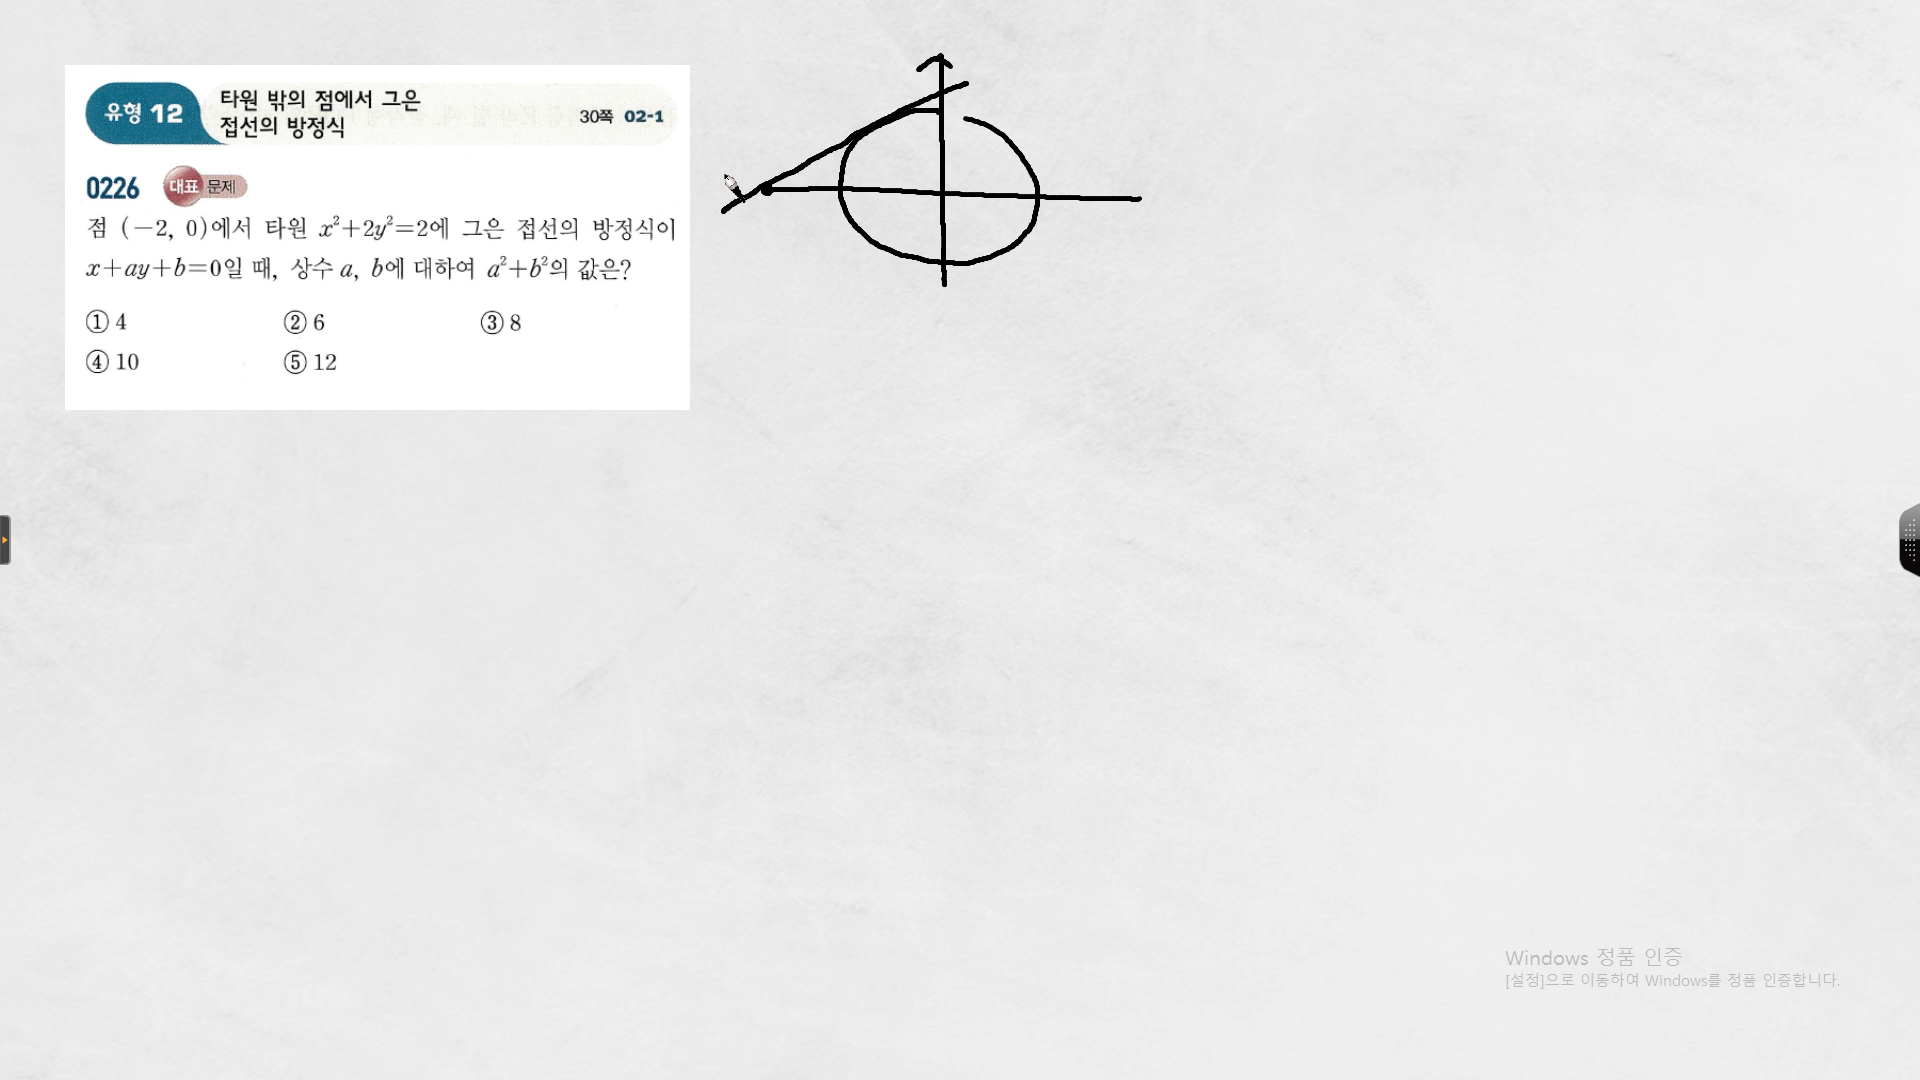 유형 12
타원 밖의 점에서 그은
접선의 방정식
30쪽 02-1
0226 대표 문제
점 (−2, 0)에서 타원 x²+2y²=2에 그은 접선의 방정식이
x+ay+b=0일 때, 상수 a, b에 대하여 a²+b²의 값은?
① 4 ② 6 ③ 8
④ 10 ⑤ 12
Windows 정품 인증
[설정]으로 이동하여 Windows를 정품 인증합니다.